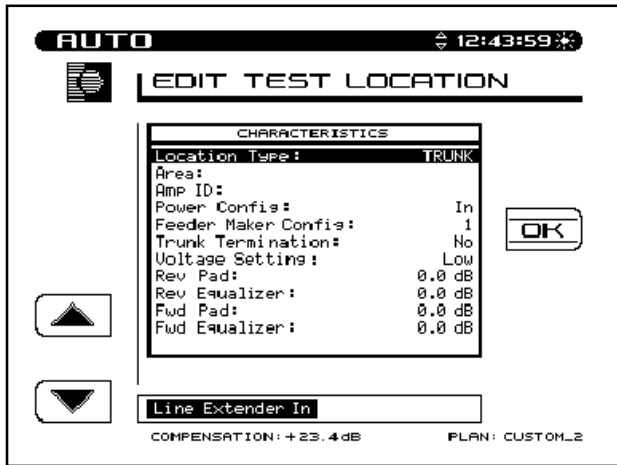 AUTO 12:43:59
EDIT TEST LOCATION
CHARACTERISTICS
Location Type: TRUNK
Area:
Amp ID:
Power Config: In
Feeder Maker Config: 1
Trunk Termination: No
Voltage Setting: Low
Rev Pad: 0.0 dB
Rev Equalizer: 0.0 dB
Fwd Pad: 0.0 dB
Fwd Equalizer: 0.0 dB
OK
Line Extender In
COMPENSATION: +23.4 dB PLAN: CUSTOM_2